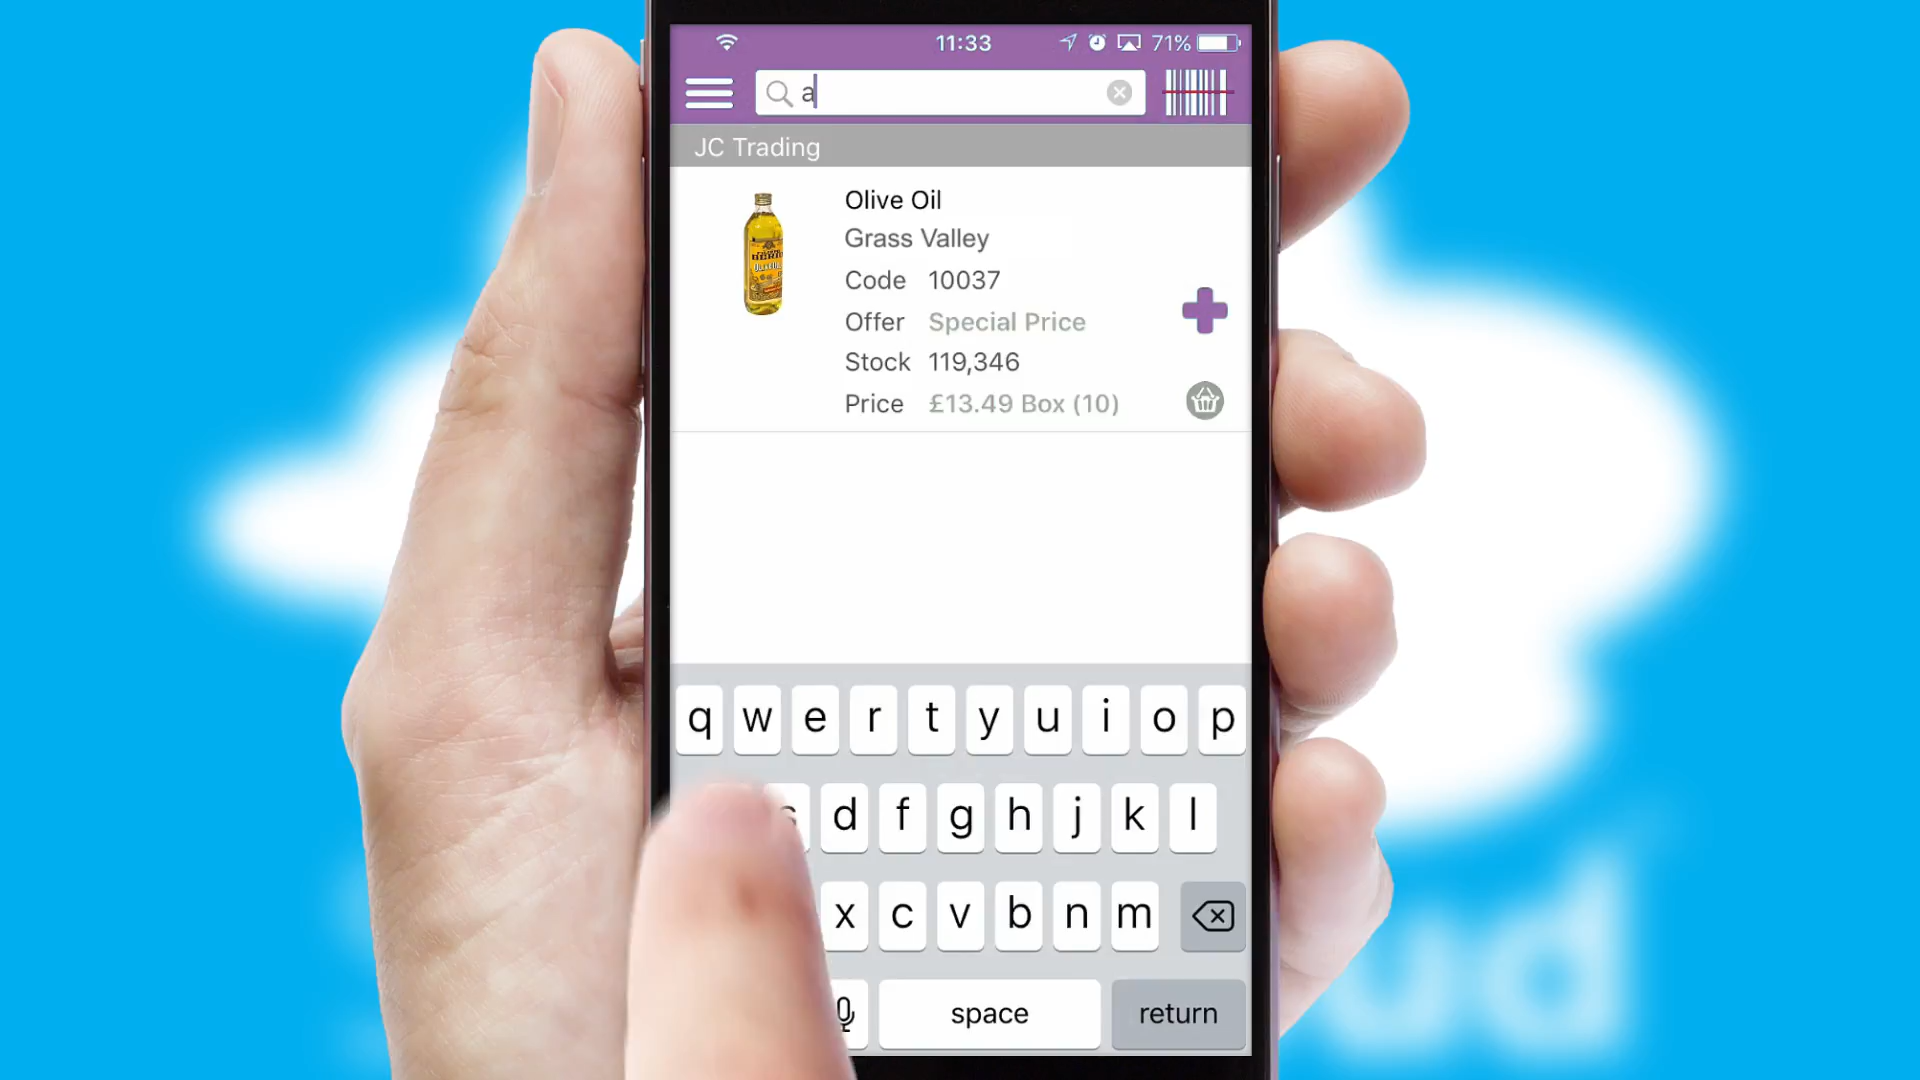 11:33
71%
a
JC Trading
Olive Oil
Grass Valley
Code 10037
Offer Special Price
Stock 119,346
Price £13.49 Box (10)
q w e r t y u i o p
s d f g h j k l
x c v b n m
space return
ud